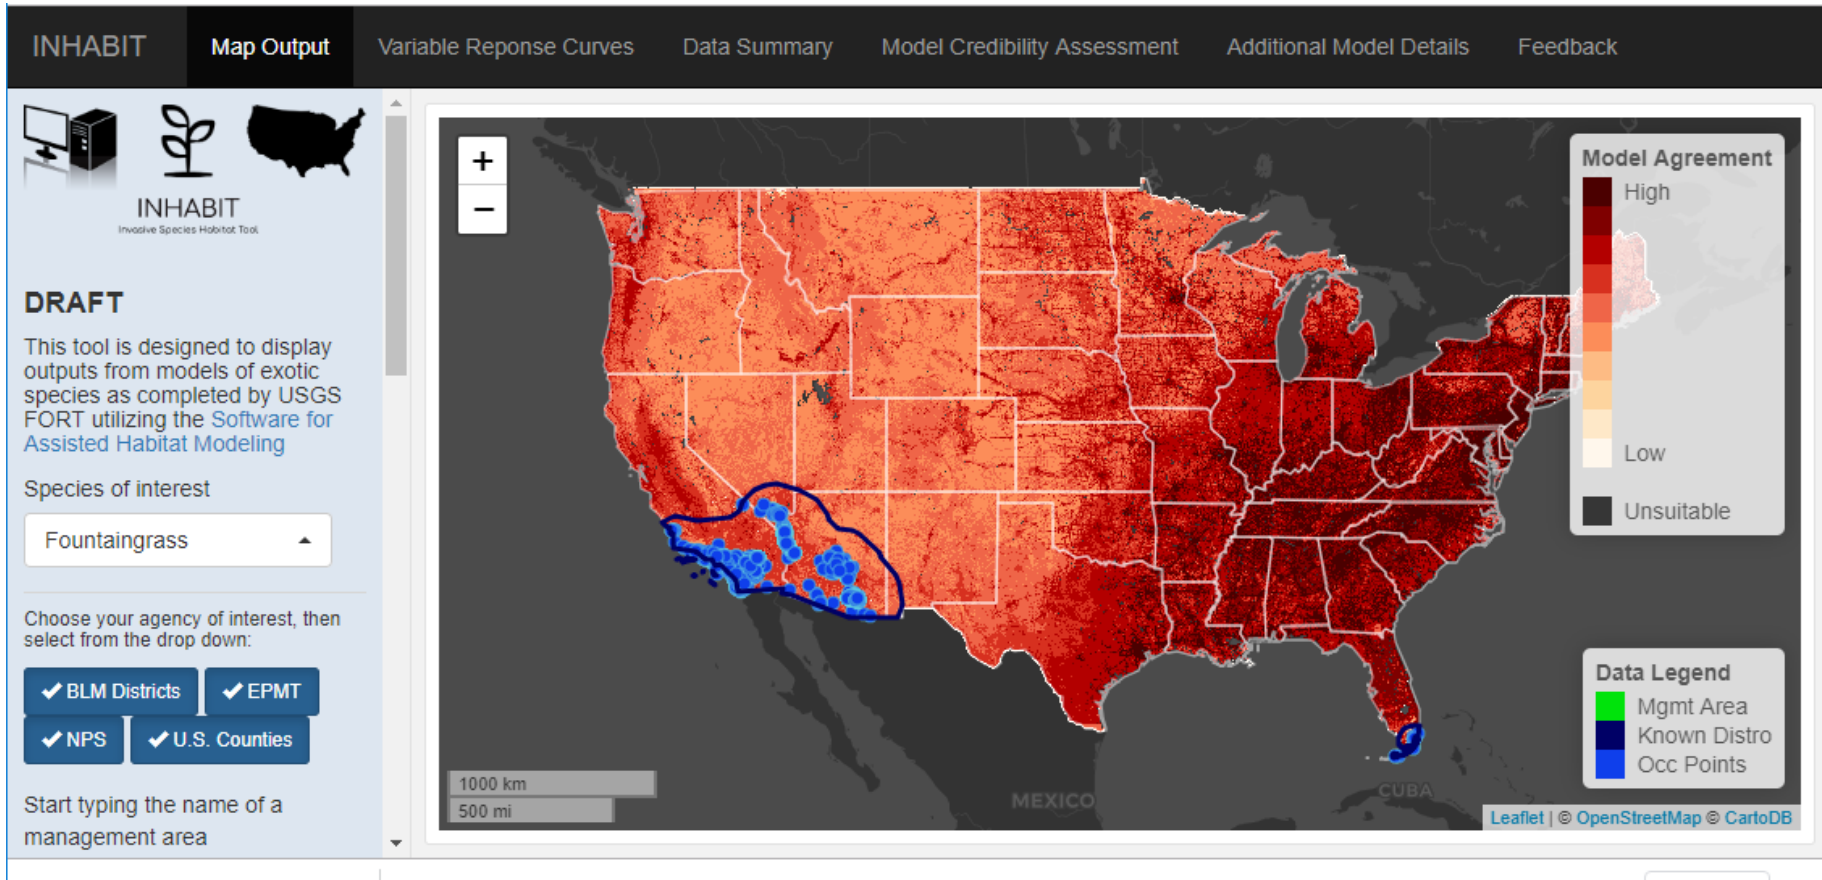 INHABIT
Map Output
Variable Reponse Curves
Data Summary
Model Credibility Assessment
Additional Model Details
Feedback
INHABIT
Invasive Species Habitat Tool
DRAFT
This tool is designed to display
outputs from models of exotic
species as completed by USGS
FORT utilizing the Software for
Assisted Habitat Modeling
Species of interest
Fountaingrass
Choose your agency of interest, then
select from the drop down:
BLM Districts
EPMT
NPS
U.S. Counties
Start typing the name of a
management area
+
−
Model Agreement
High
Low
Unsuitable
Data Legend
Mgmt Area
Known Distro
Occ Points
1000 km
500 mi
MEXICO
CUBA
Leaflet | © OpenStreetMap © CartoDB